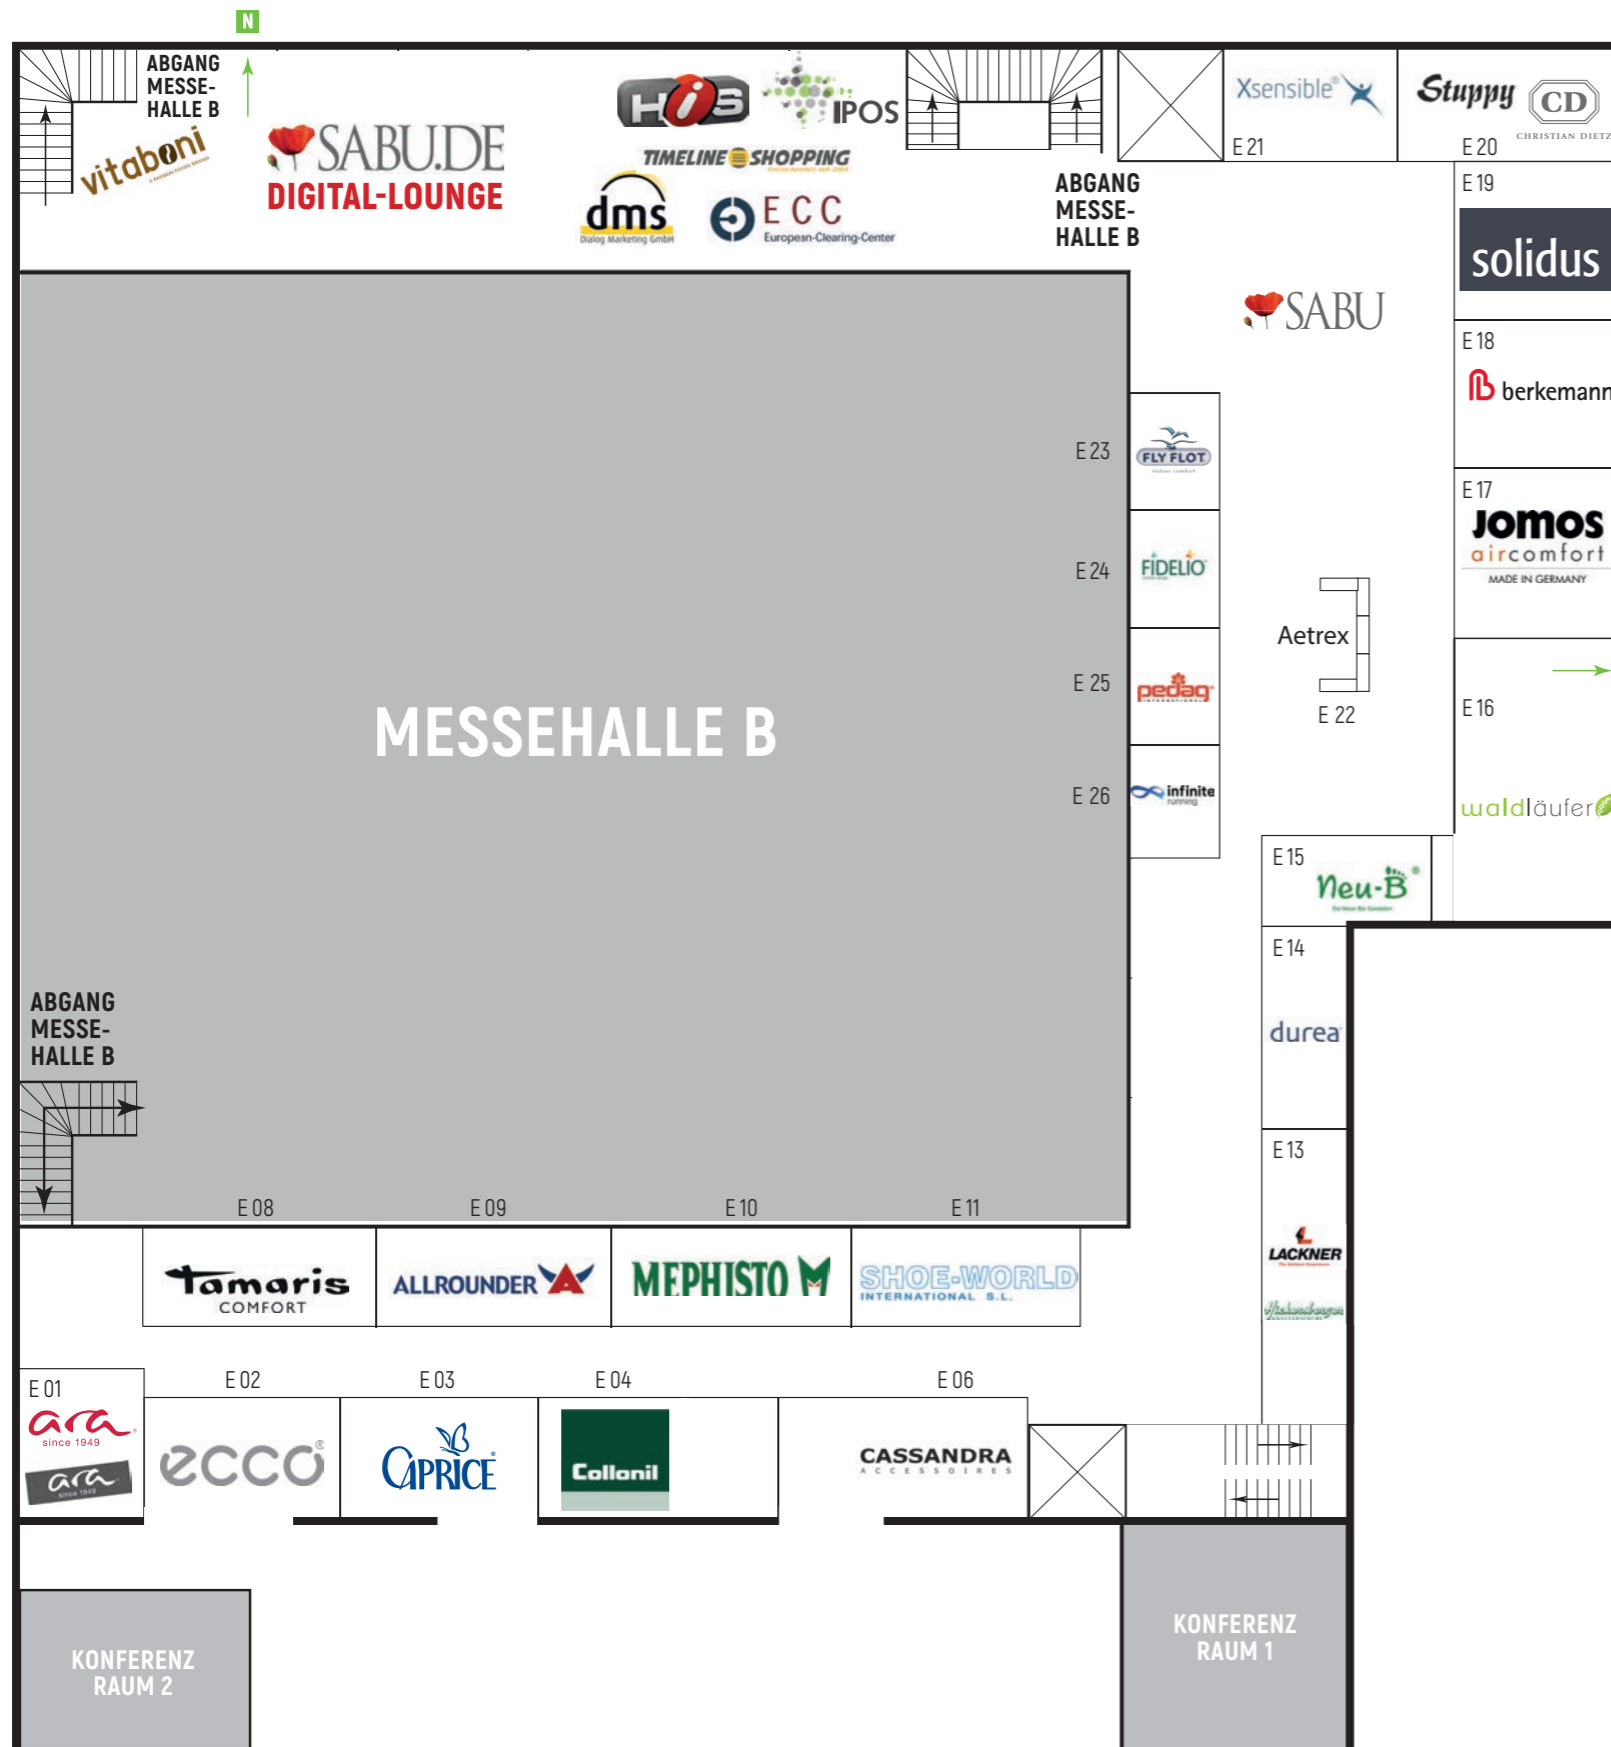 N
ABGANG
MESSE-
HALLE B
vitaboni
SABU.DE
DIGITAL-LOUNGE
HiS
IPOS
TIMELINE SHOPPING
dms
Dialog Marketing GmbH
ECC
European-Clearing-Center
ABGANG
MESSE-
HALLE B
Xsensible®
E 21
Stuppy
CD
CHRISTIAN DIETZ
E 20
E 19
solidus
SABU
E 18
berkemann
E 23
FLY FLOT
E 17
JOMOS
aircomfort
MADE IN GERMANY
E 24
FIDELIO
Aetrex
E 22
E 25
pedag
INTERNATIONAL
E 16
waldläufer
MESSEHALLE B
E 26
infinite
running
E 15
Neu-B®
E 14
durea
ABGANG
MESSE-
HALLE B
E 13
LACKNER
E 08
E 09
E 10
E 11
Tamaris
COMFORT
ALLROUNDER
MEPHISTO
SHOE-WORLD
INTERNATIONAL S.L.
E 01
ara
since 1949
ara
since 1949
E 02
ecco®
E 03
CAPRICE
E 04
Collonil
E 06
CASSANDRA
ACCESSOIRES
KONFERENZ
RAUM 2
KONFERENZ
RAUM 1